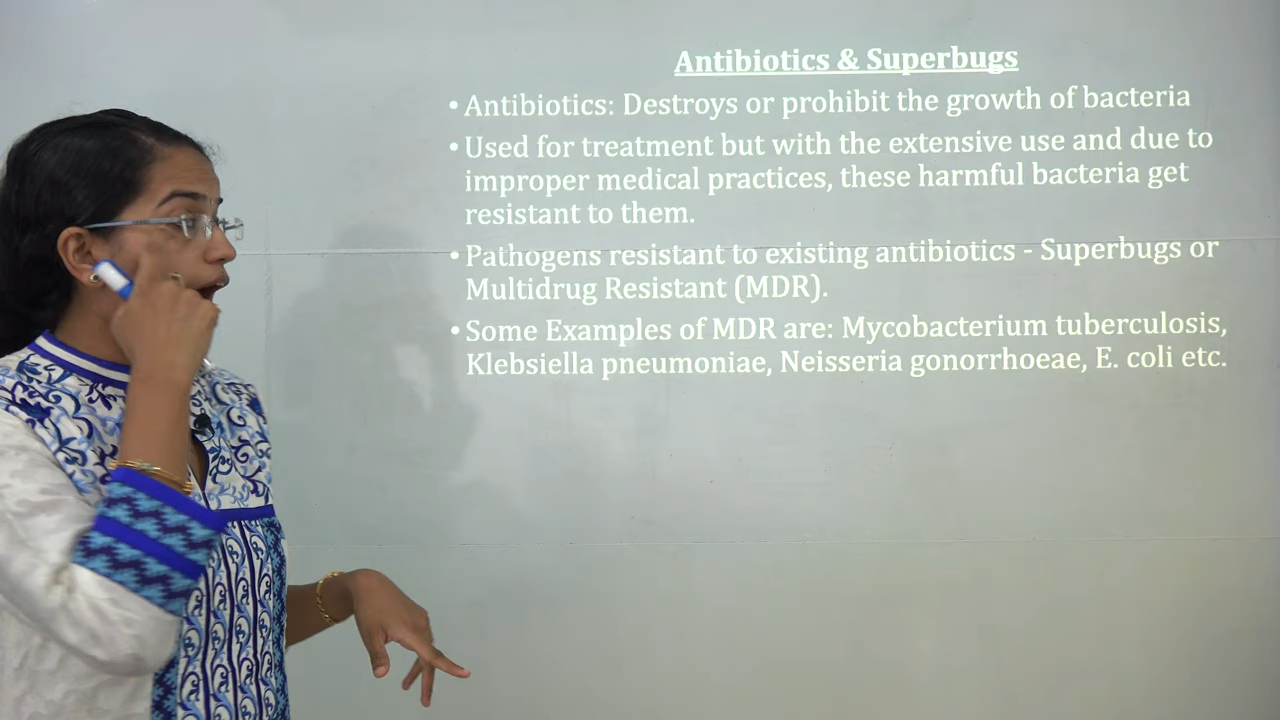 Antibiotics & Superbugs
• Antibiotics: Destroys or prohibit the growth of bacteria
• Used for treatment but with the extensive use and due to
improper medical practices, these harmful bacteria get
resistant to them.
• Pathogens resistant to existing antibiotics - Superbugs or
Multidrug Resistant (MDR).
• Some Examples of MDR are: Mycobacterium tuberculosis,
Klebsiella pneumoniae, Neisseria gonorrhoeae, E. coli etc.